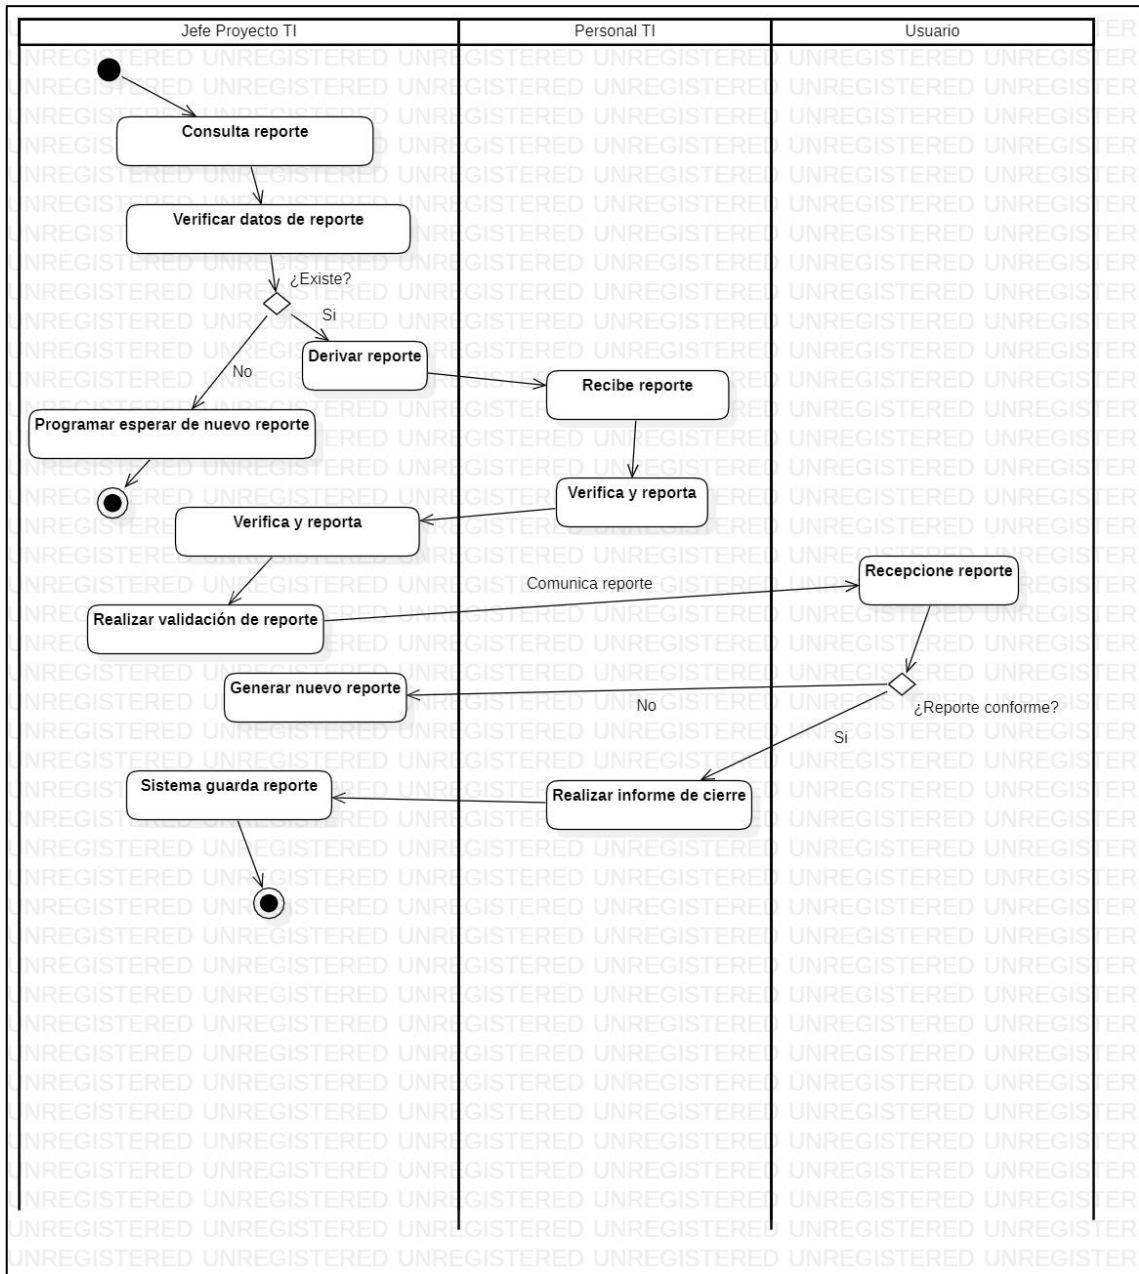 Jefe Proyecto TI
Personal TI
Usuario
Consulta reporte
Verificar datos de reporte
¿Existe?
Si
Derivar reporte
No
Recibe reporte
Programar esperar de nuevo reporte
Verifica y reporta
Verifica y reporta
Recepcione reporte
Comunica reporte
Realizar validación de reporte
Generar nuevo reporte
No
¿Reporte conforme?
Si
Sistema guarda reporte
Realizar informe de cierre
UNREGISTERED